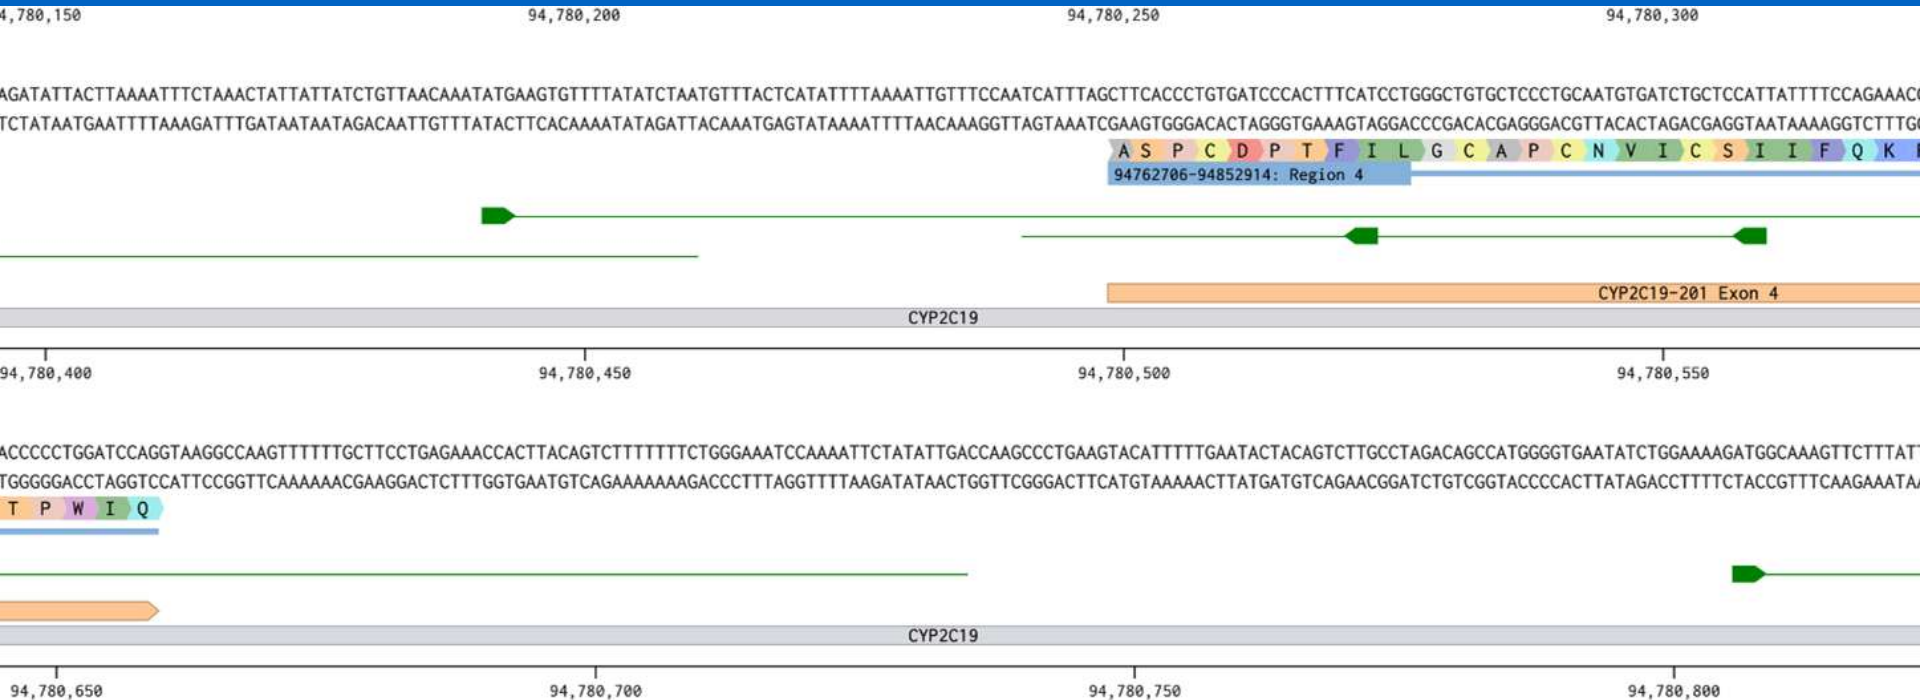 4,780,150 94,780,200 94,780,250 94,780,300
AGATATTACTTAAAATTTCTAAACTATTATTATCTGTTAACAAATATGAAGTGTTTTATATCTAATGTTTACTCATATTTTAAAATTGTTTCCAATCATTTAGCTTCACCCTGTGATCCCACTTTCATCCTGGGCTGTGCTCCCTGCAATGTGATCTGCTCCATTATTTTCCAGAAAC
TCTATAATGAATTTTAAAGATTTGATAATAATAGACAATTGTTTATACTTCACAAAATATAGATTACAAATGAGTATAAAATTTTAACAAAGGTTAGTAAATCGAAGTGGGACACTAGGGTGAAAGTAGGACCCGACACGAGGGACGTTACACTAGACGAGGTAATAAAAGGTCTTTG
A S P C D P T F I L G C A P C N V I C S I I F Q K
94762706-94852914: Region 4
CYP2C19-201 Exon 4
CYP2C19
94,780,400 94,780,450 94,780,500 94,780,550
ACCCCCTGGATCCAGGTAAGGCCAAGTTTTTTGCTTCCTGAGAAACCACTTACAGTCTTTTTTTCTGGGAAATCCAAAATTCTATATTGACCAAGCCCTGAAGTACATTTTTGAATACTACAGTCTTGCCTAGACAGCCATGGGGTGAATATCTGGAAAAGATGGCAAAGTTCTTTATT
TGGGGGACCTAGGTCCATTCCGGTTCAAAAAACGAAGGACTCTTTGGTGAATGTCAGAAAAAAAGACCCTTTAGGTTTTAAGATATAACTGGTTCGGGACTTCATGTAAAAACTTATGATGTCAGAACGGATCTGTCGGTACCCCACTTATAGACCTTTTCTACCGTTTCAAGAAATAA
T P W I Q
CYP2C19
94,780,650 94,780,700 94,780,750 94,780,800